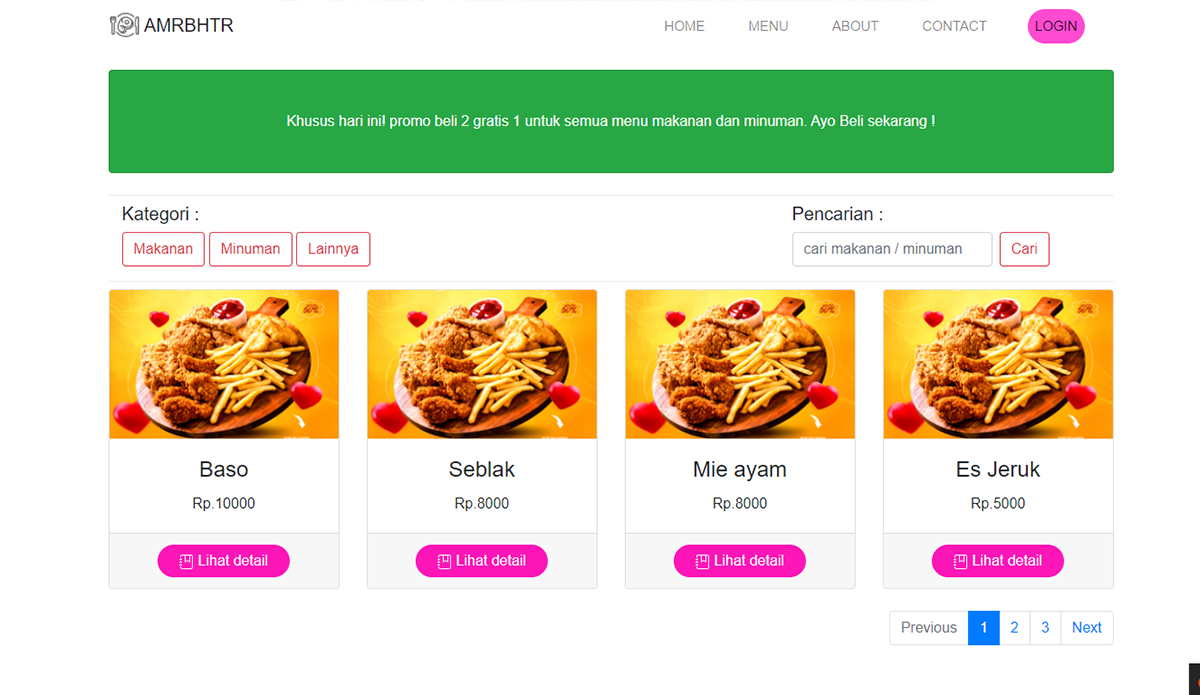 AMRBHTR
HOME MENU ABOUT CONTACT LOGIN
Khusus hari ini! promo beli 2 gratis 1 untuk semua menu makanan dan minuman. Ayo Beli sekarang !
Kategori :
Pencarian :
Makanan Minuman Lainnya
cari makanan / minuman Cari
Baso
Rp.10000
Lihat detail
Seblak
Rp.8000
Lihat detail
Mie ayam
Rp.8000
Lihat detail
Es Jeruk
Rp.5000
Lihat detail
Previous 1 2 3 Next